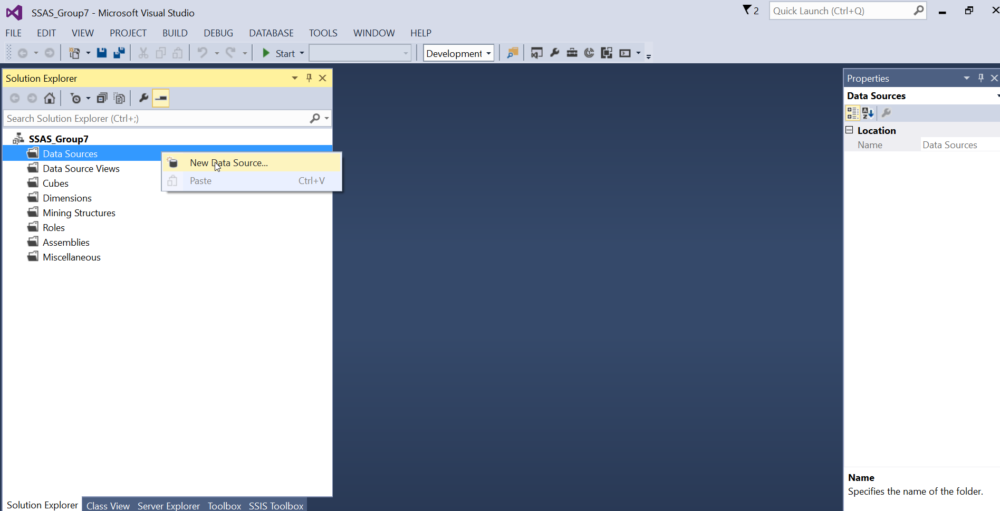 SSAS_Group7 - Microsoft Visual Studio
2
Quick Launch (Ctrl+Q)
FILE EDIT VIEW PROJECT BUILD DEBUG DATABASE TOOLS WINDOW HELP
Start
Development
Solution Explorer
Search Solution Explorer (Ctrl+;)
SSAS_Group7
Data Sources
Data Source Views
Cubes
Dimensions
Mining Structures
Roles
Assemblies
Miscellaneous
New Data Source...
Paste Ctrl+V
Solution Explorer Class View Server Explorer Toolbox SSIS Toolbox
Properties
Data Sources
Location
Name Data Sources
Name
Specifies the name of the folder.